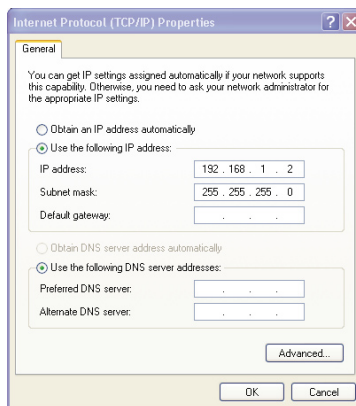 Internet Protocol (TCP/IP) Properties
General
You can get IP settings assigned automatically if your network supports
this capability. Otherwise, you need to ask your network administrator for
the appropriate IP settings.
Obtain an IP address automatically
Use the following IP address:
IP address: 192 . 168 . 1 . 2
Subnet mask: 255 . 255 . 255 . 0
Default gateway: . . .
Obtain DNS server address automatically
Use the following DNS server addresses:
Preferred DNS server: . . .
Alternate DNS server: . . .
Advanced...
OK Cancel